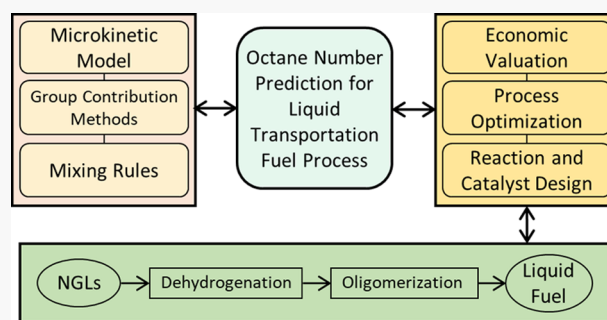 Microkinetic
Model
Group Contribution
Methods
Mixing Rules
Octane Number
Prediction for
Liquid
Transportation
Fuel Process
Economic
Valuation
Process
Optimization
Reaction and
Catalyst Design
NGLs
Dehydrogenation
Oligomerization
Liquid
Fuel